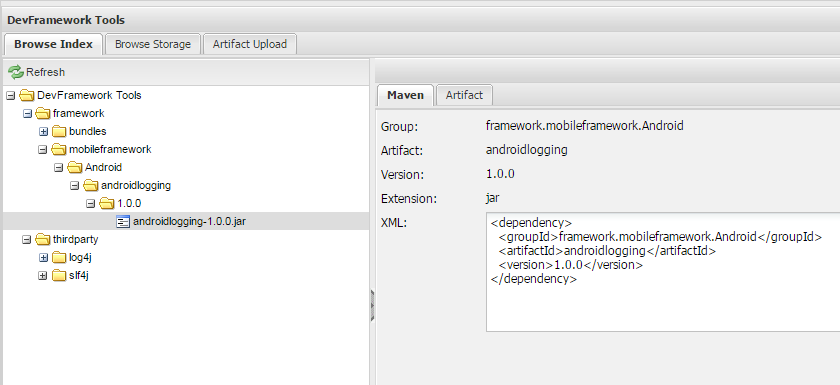 DevFramework Tools
Browse Index Browse Storage Artifact Upload
Refresh
DevFramework Tools
framework
bundles
mobileframework
Android
androidlogging
1.0.0
androidlogging-1.0.0.jar
thirdparty
log4j
slf4j
Maven Artifact
Group: framework.mobileframework.Android
Artifact: androidlogging
Version: 1.0.0
Extension: jar
XML:
<dependency>
<groupId>framework.mobileframework.Android</groupId>
<artifactId>androidlogging</artifactId>
<version>1.0.0</version>
</dependency>